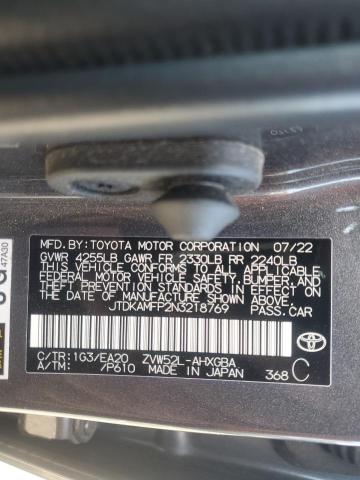 MFD. BY:TOYOTA MOTOR CORPORATION 07/22
GVWR 4255LB GAWR FR 2330LB RR 2240LB
THIS VEHICLE CONFORMS TO ALL APPLICABLE
FEDERAL MOTOR VEHICLE SAFETY, BUMPER, AND
THEFT PREVENTION STANDARDS IN EFFECT ON
THE DATE OF MANUFACTURE SHOWN ABOVE.
JTDKAMFP2N3218769 PASS.CAR
C/TR:1G3/EA20 ZVW52L-AHXGBA
A/TM: /P610 MADE IN JAPAN 368 C
TOYOTA
47A30